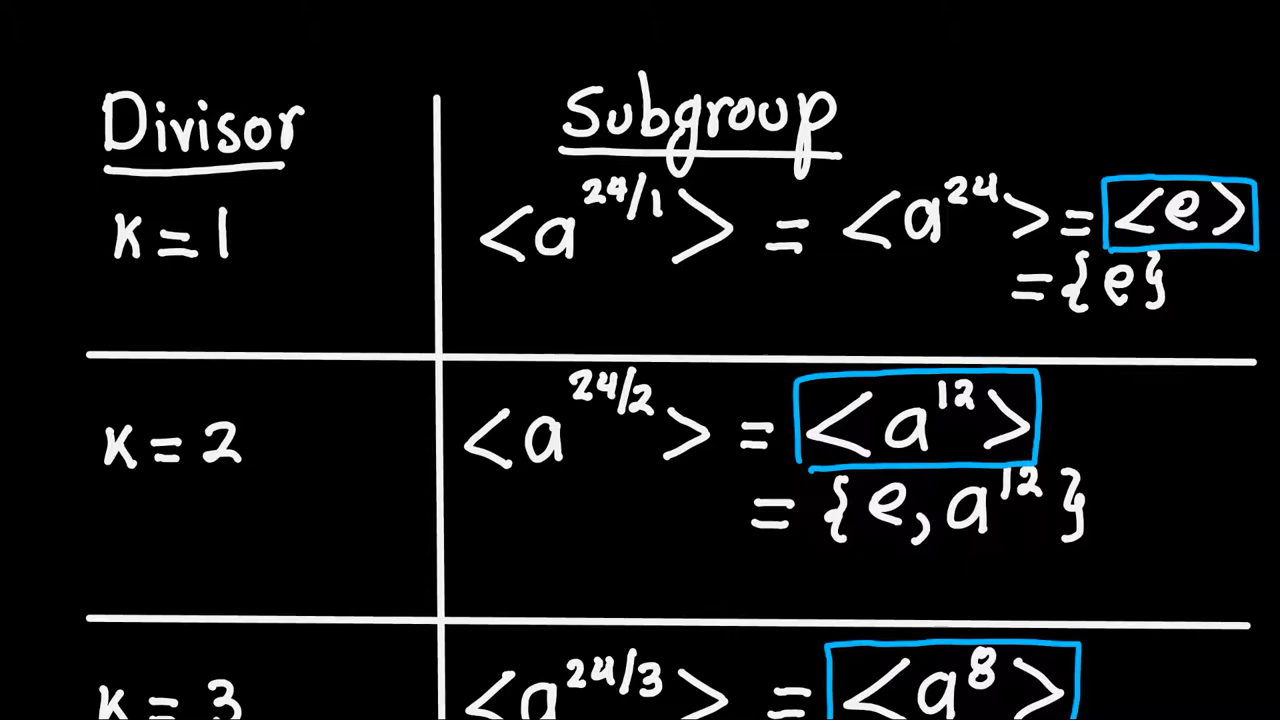 Divisor Subgroup
K = 1 <a^24/1> = <a^24> = <e>
= {e}
K = 2 <a^24/2> = <a^12>
= {e, a^12}
K = 3 <a^24/3> = <a^8>